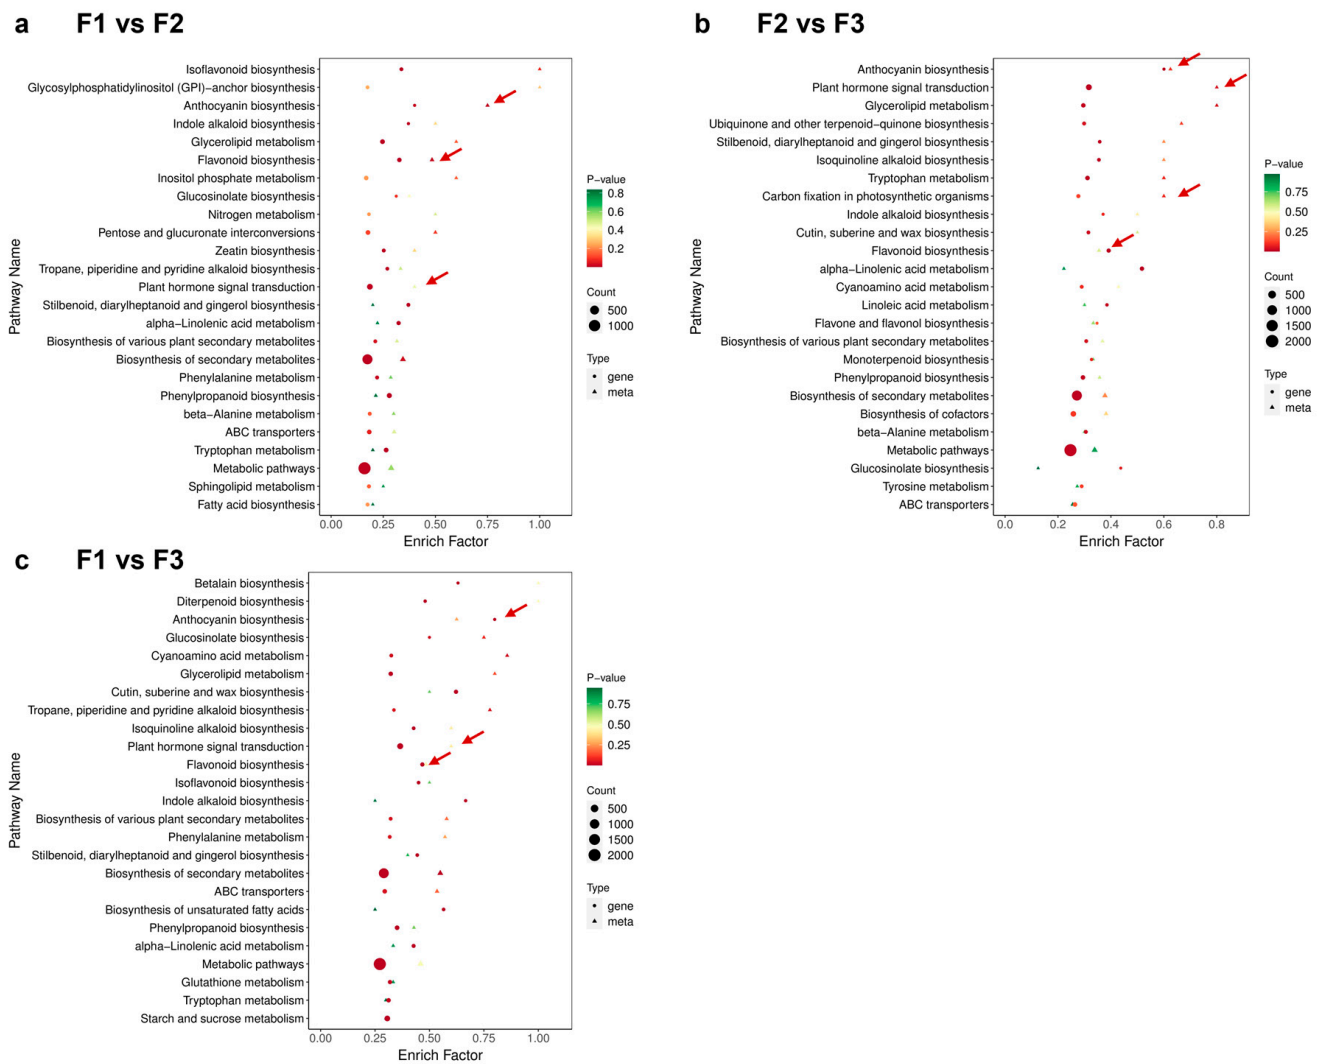 a F1 vs F2
Isoflavonoid biosynthesis
Glycosylphosphatidylinositol (GPI)−anchor biosynthesis
Anthocyanin biosynthesis
Indole alkaloid biosynthesis
Glycerolipid metabolism
Flavonoid biosynthesis
Inositol phosphate metabolism
Glucosinolate biosynthesis
Nitrogen metabolism
Pentose and glucuronate interconversions
Zeatin biosynthesis
Tropane, piperidine and pyridine alkaloid biosynthesis
Plant hormone signal transduction
Stilbenoid, diarylheptanoid and gingerol biosynthesis
alpha−Linolenic acid metabolism
Biosynthesis of various plant secondary metabolites
Biosynthesis of secondary metabolites
Phenylalanine metabolism
Phenylpropanoid biosynthesis
beta−Alanine metabolism
ABC transporters
Tryptophan metabolism
Metabolic pathways
Sphingolipid metabolism
Fatty acid biosynthesis
Pathway Name
0.00 0.25 0.50 0.75 1.00
Enrich Factor
P−value
0.8
0.6
0.4
0.2
Count
500
1000
Type
gene
meta
b F2 vs F3
Anthocyanin biosynthesis
Plant hormone signal transduction
Glycerolipid metabolism
Ubiquinone and other terpenoid−quinone biosynthesis
Stilbenoid, diarylheptanoid and gingerol biosynthesis
Isoquinoline alkaloid biosynthesis
Tryptophan metabolism
Carbon fixation in photosynthetic organisms
Indole alkaloid biosynthesis
Cutin, suberine and wax biosynthesis
Flavonoid biosynthesis
alpha−Linolenic acid metabolism
Cyanoamino acid metabolism
Linoleic acid metabolism
Flavone and flavonol biosynthesis
Biosynthesis of various plant secondary metabolites
Monoterpenoid biosynthesis
Phenylpropanoid biosynthesis
Biosynthesis of secondary metabolites
Biosynthesis of cofactors
beta−Alanine metabolism
Metabolic pathways
Glucosinolate biosynthesis
Tyrosine metabolism
ABC transporters
Pathway Name
0.0 0.2 0.4 0.6 0.8
Enrich Factor
P−value
0.75
0.50
0.25
Count
500
1000
1500
2000
Type
gene
meta
c F1 vs F3
Betalain biosynthesis
Diterpenoid biosynthesis
Anthocyanin biosynthesis
Glucosinolate biosynthesis
Cyanoamino acid metabolism
Glycerolipid metabolism
Cutin, suberine and wax biosynthesis
Tropane, piperidine and pyridine alkaloid biosynthesis
Isoquinoline alkaloid biosynthesis
Plant hormone signal transduction
Flavonoid biosynthesis
Isoflavonoid biosynthesis
Indole alkaloid biosynthesis
Biosynthesis of various plant secondary metabolites
Phenylalanine metabolism
Stilbenoid, diarylheptanoid and gingerol biosynthesis
Biosynthesis of secondary metabolites
ABC transporters
Biosynthesis of unsaturated fatty acids
Phenylpropanoid biosynthesis
alpha−Linolenic acid metabolism
Metabolic pathways
Glutathione metabolism
Tryptophan metabolism
Starch and sucrose metabolism
Pathway Name
0.00 0.25 0.50 0.75 1.00
Enrich Factor
P−value
0.75
0.50
0.25
Count
500
1000
1500
2000
Type
gene
meta